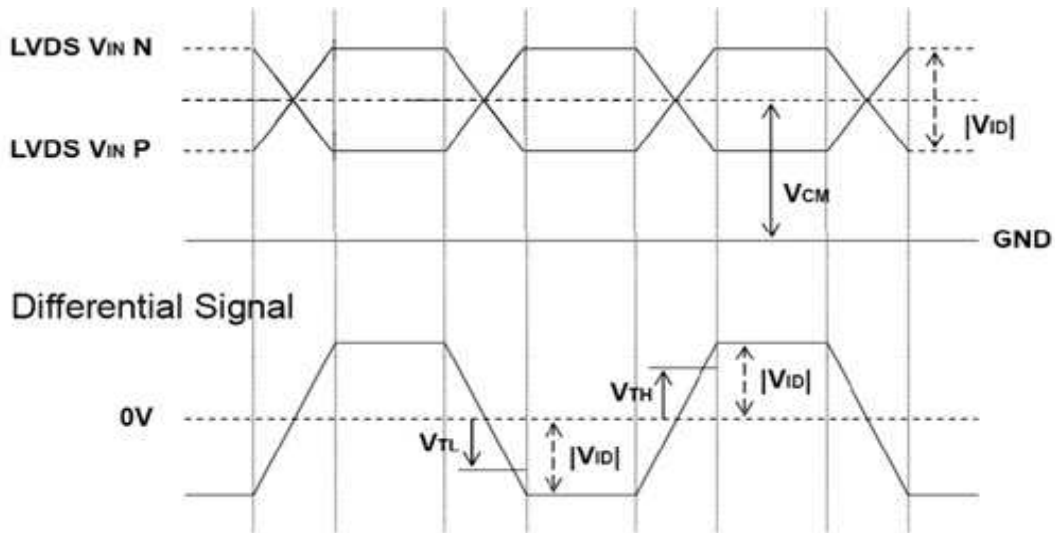 LVDS VIN N
LVDS VIN P
|VID|
VCM
GND
Differential Signal
0V
VTL
|VID|
VTH
|VID|